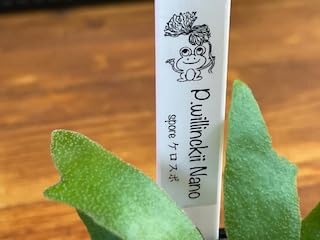 P.willinckii Nano
spore ケロスポ